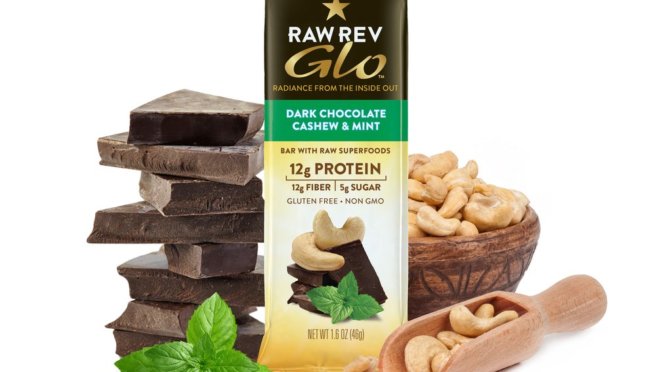 RAW REV
Glo™
RADIANCE FROM THE INSIDE OUT
DARK CHOCOLATE
CASHEW & MINT
BAR WITH RAW SUPERFOODS
12g PROTEIN
12g FIBER | 5g SUGAR
GLUTEN FREE • NON GMO
NET WT 1.6 OZ (46g)